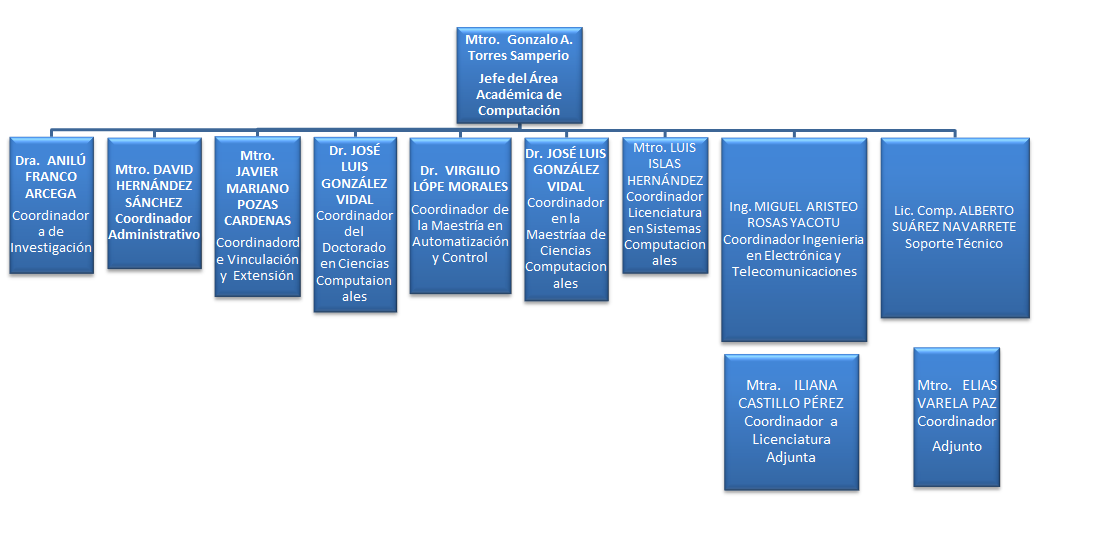 Mtro. Gonzalo A.
Torres Samperio
Jefe del Área
Académica de
Computación
Dra. ANILÚ
FRANCO
ARCEGA
Coordinador
a de
Investigación
Mtro. DAVID
HERNÁNDEZ
SÁNCHEZ
Coordinador
Administrativo
Mtro.
JAVIER
MARIANO
POZAS
CARDENAS
Coordinadord
e Vinculación
y Extensión
Dr. JOSÉ
LUIS
GONZÁLEZ
VIDAL
Coordinador
del
Doctorado
en Ciencias
Computaion
ales
Dr. VIRGILIO
LÓPE MORALES
Coordinador de
la Maestría en
Automatización
y Control
Dr. JOSÉ LUIS
GONZÁLEZ
VIDAL
Coordinador
en la
Maestríaa de
Ciencias
Computacion
ales
Mtro. LUIS
ISLAS
HERNÁNDEZ
Coordinador
Licenciatura
en Sistemas
Computacion
ales
Ing. MIGUEL ARISTEO
ROSAS YACOTU
Coordinador Ingenieria
en Electrónica y
Telecomunicaciones
Lic. Comp. ALBERTO
SUÁREZ NAVARRETE
Soporte Técnico
Mtra. ILIANA
CASTILLO PÉREZ
Coordinador a
Licenciatura
Adjunta
Mtro. ELIAS
VARELA PAZ
Coordinador
Adjunto